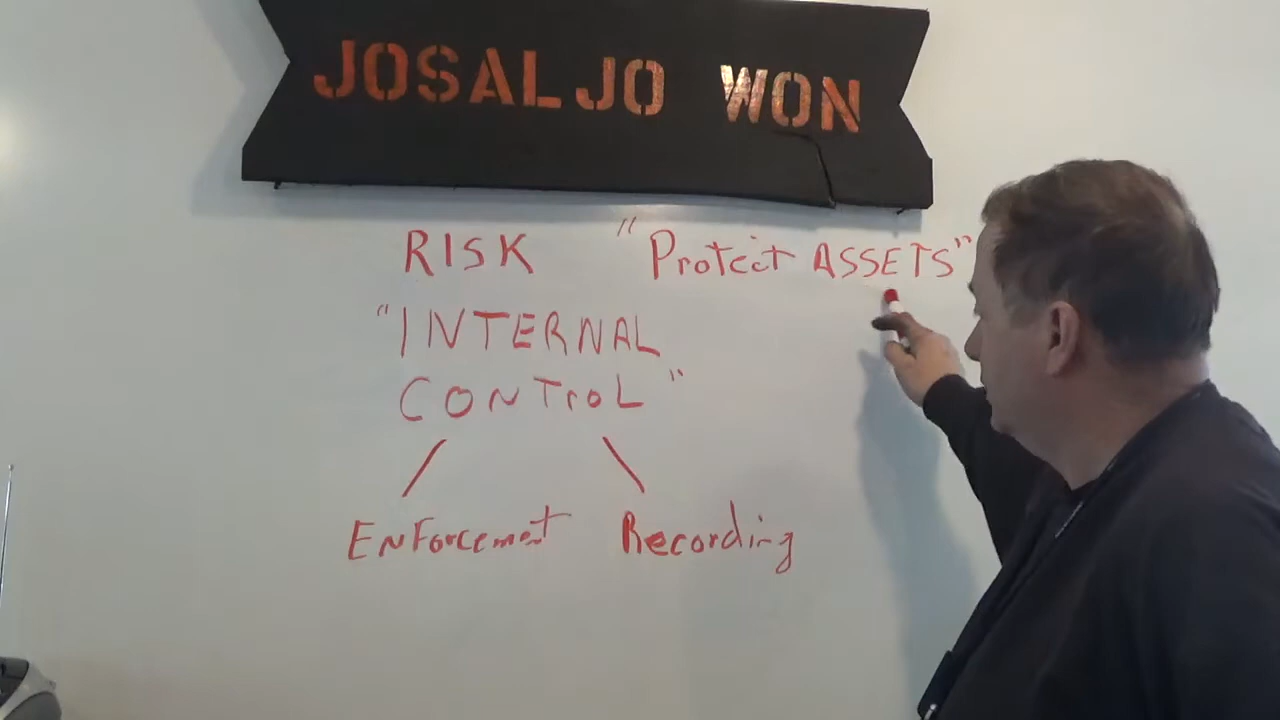 JOSALJO WON
RISK "Protect ASSETS"
"INTERNAL
CONTroL"
ENForcement Recording